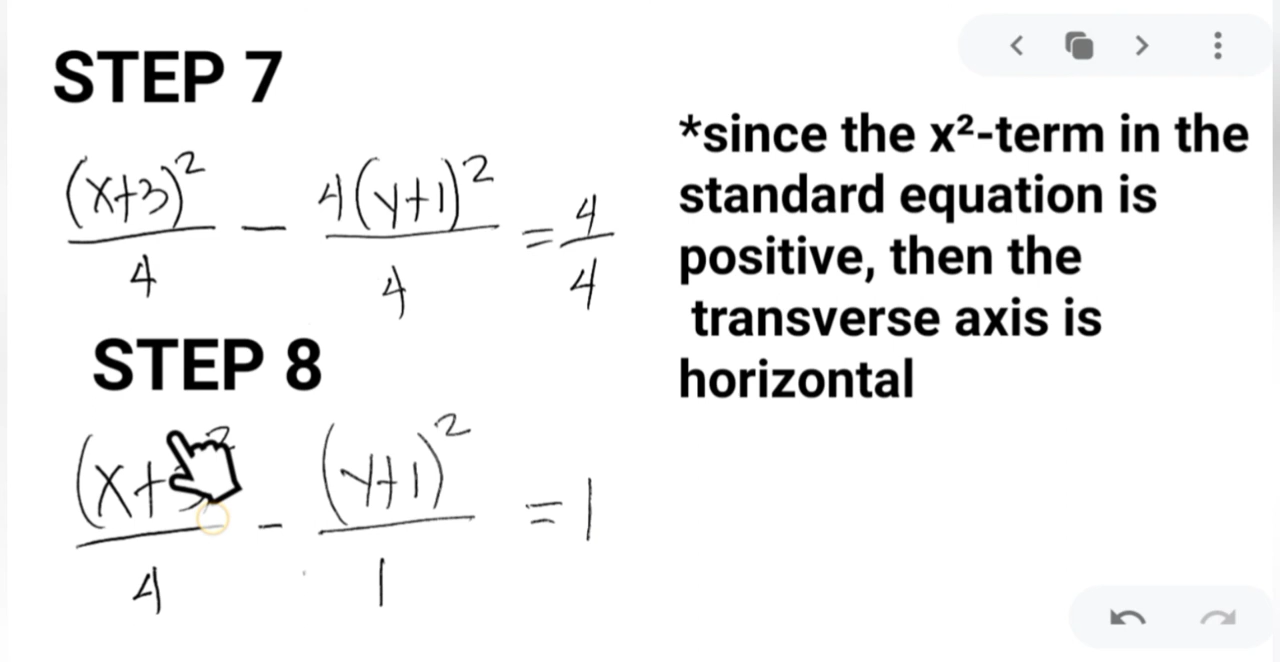 STEP 7
(x+3)²/4 − 4(y+1)²/4 = 4/4
STEP 8
(x+ ²/4 - (y+1)²/1 = 1
*since the x²-term in the
standard equation is
positive, then the
transverse axis is
horizontal